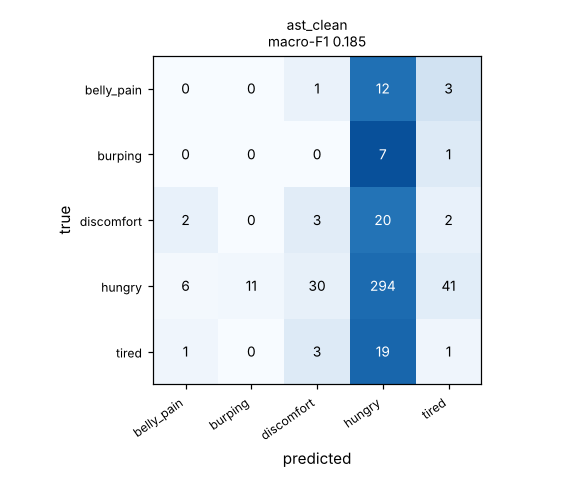 ast_clean
macro-F1 0.185
true
belly_pain 0 0 1 12 3
burping 0 0 0 7 1
discomfort 2 0 3 20 2
hungry 6 11 30 294 41
tired 1 0 3 19 1
belly_pain burping discomfort hungry tired
predicted